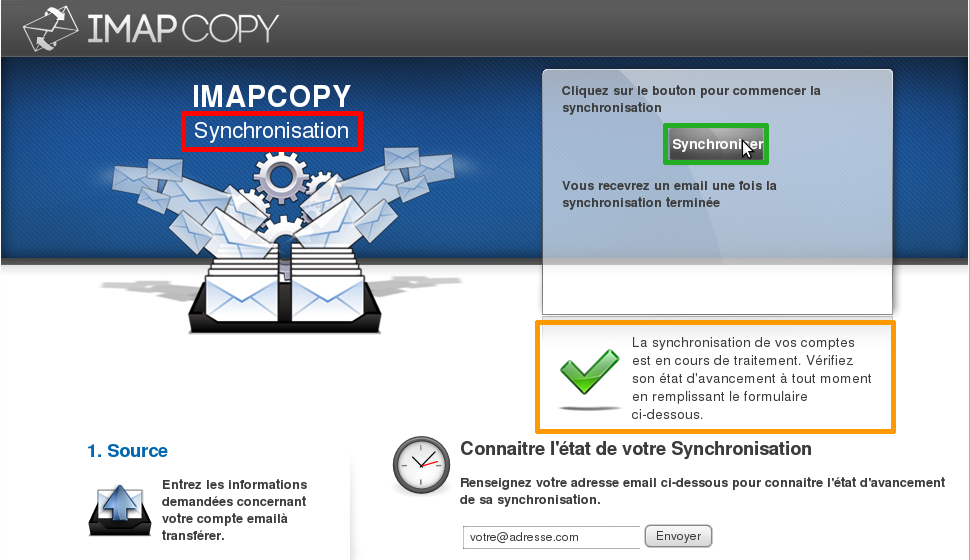 IMAP COPY
IMAPCOPY
Synchronisation
Cliquez sur le bouton pour commencer la
synchronisation
Synchroniser
Vous recevrez un email une fois la
synchronisation terminée
La synchronisation de vos comptes
est en cours de traitement. Vérifiez
son état d'avancement à tout moment
en remplissant le formulaire
ci-dessous.
1. Source
Entrez les informations
demandées concernant
votre compte emailà
transférer.
Connaitre l'état de votre Synchronisation
Renseignez votre adresse email ci-dessous pour connaitre l'état d'avancement
de sa synchronisation.
votre@adresse.com
Envoyer